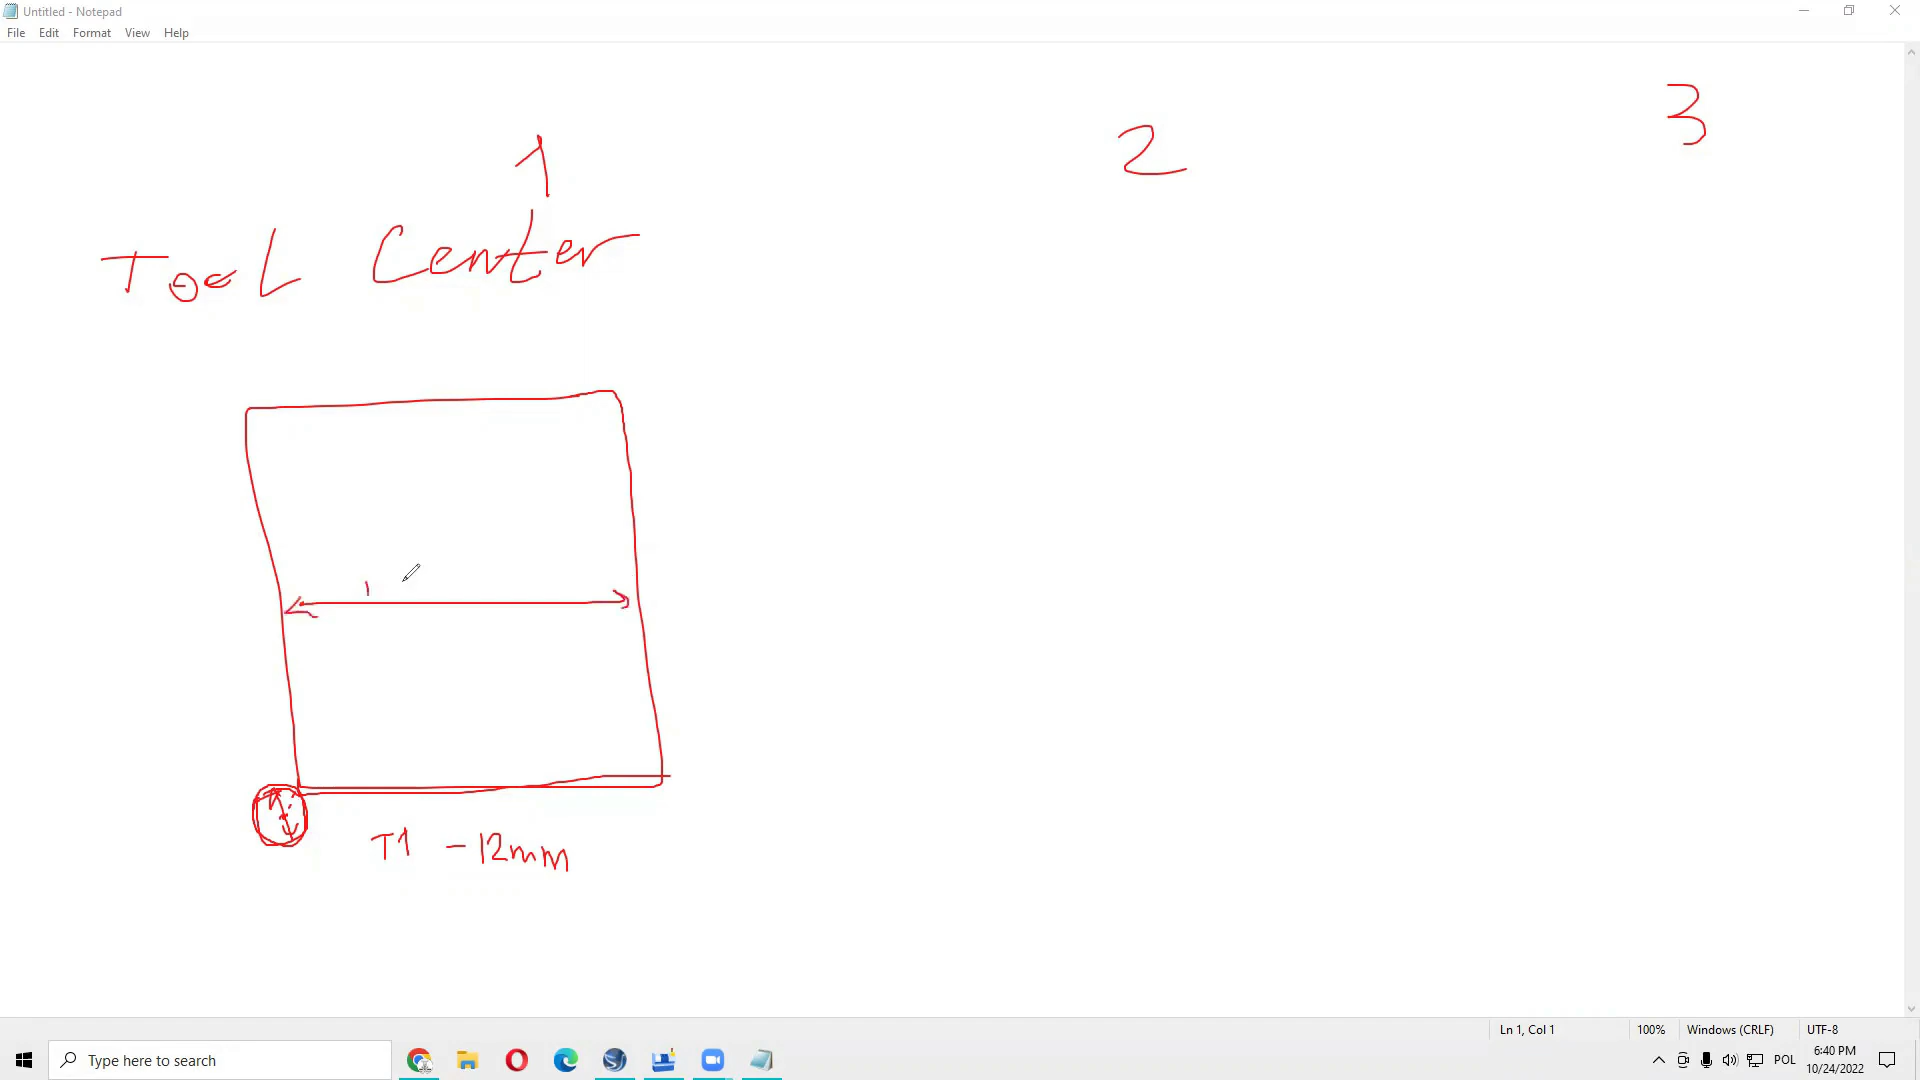 Untitled - Notepad
File Edit Format View Help
3
2
1
Tool Center
T1 - 12mm
Ln 1, Col 1 100% Windows (CRLF) UTF-8
Type here to search
POL
6:40 PM
10/24/2022